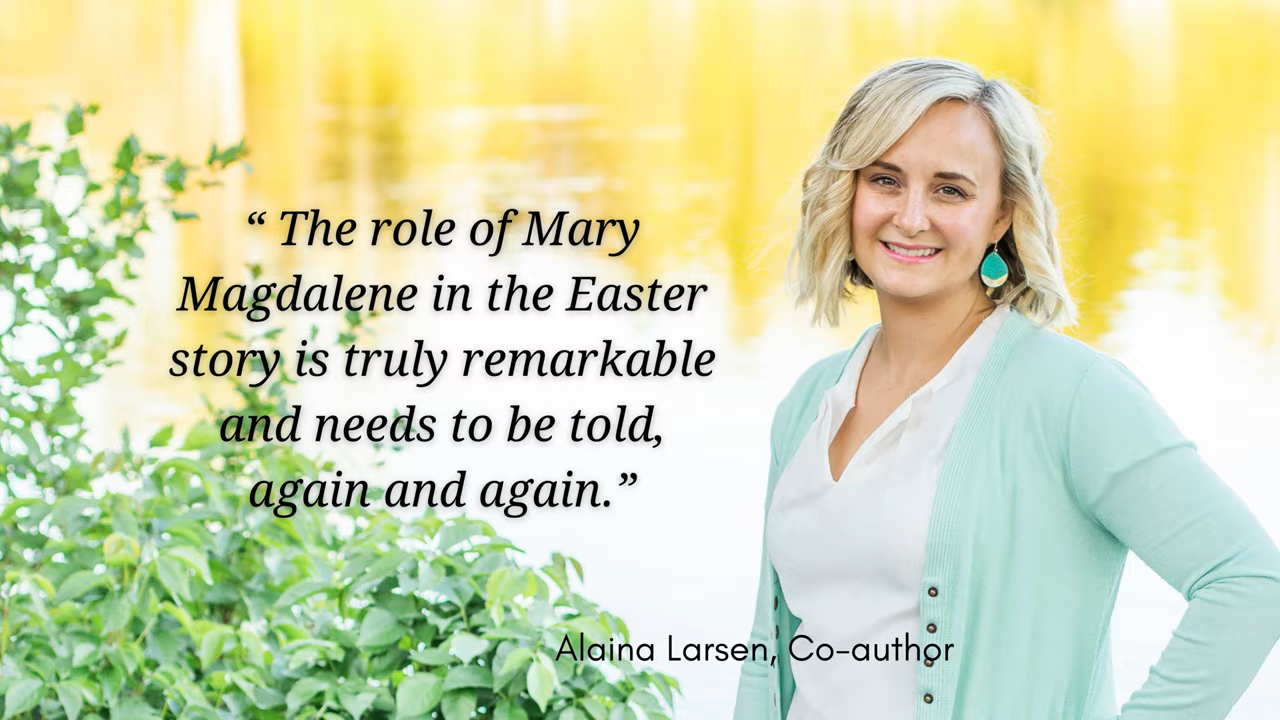 “ The role of Mary
Magdalene in the Easter
story is truly remarkable
and needs to be told,
again and again.”
Alaina Larsen, Co-author